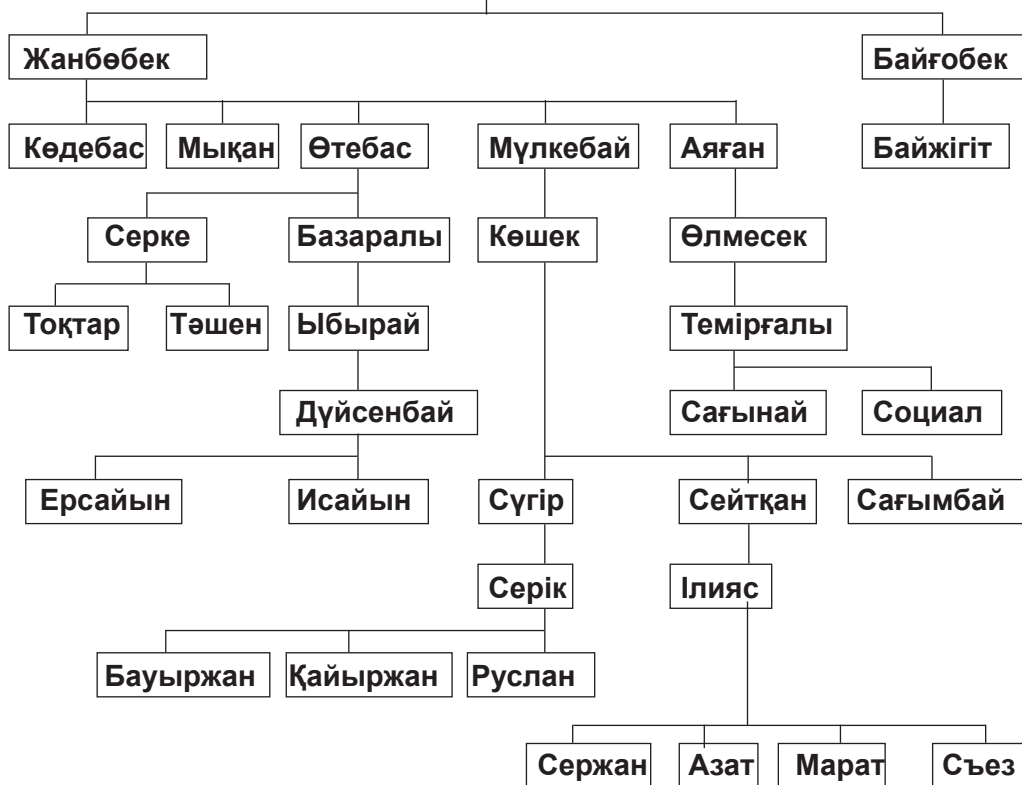 Жанбөбек Байғобек
Көдебас Мықан Өтебас Мүлкебай Аяған Байжігіт
Серке Базаралы Көшек Өлмесек
Тоқтар Тәшен Ыбырай Темірғалы
Дүйсенбай Сағынай Социал
Ерсайын Исайын Сүгір Сейтқан Сағымбай
Серік Ілияс
Бауыржан Қайыржан Руслан
Сержан Азат Марат Съез